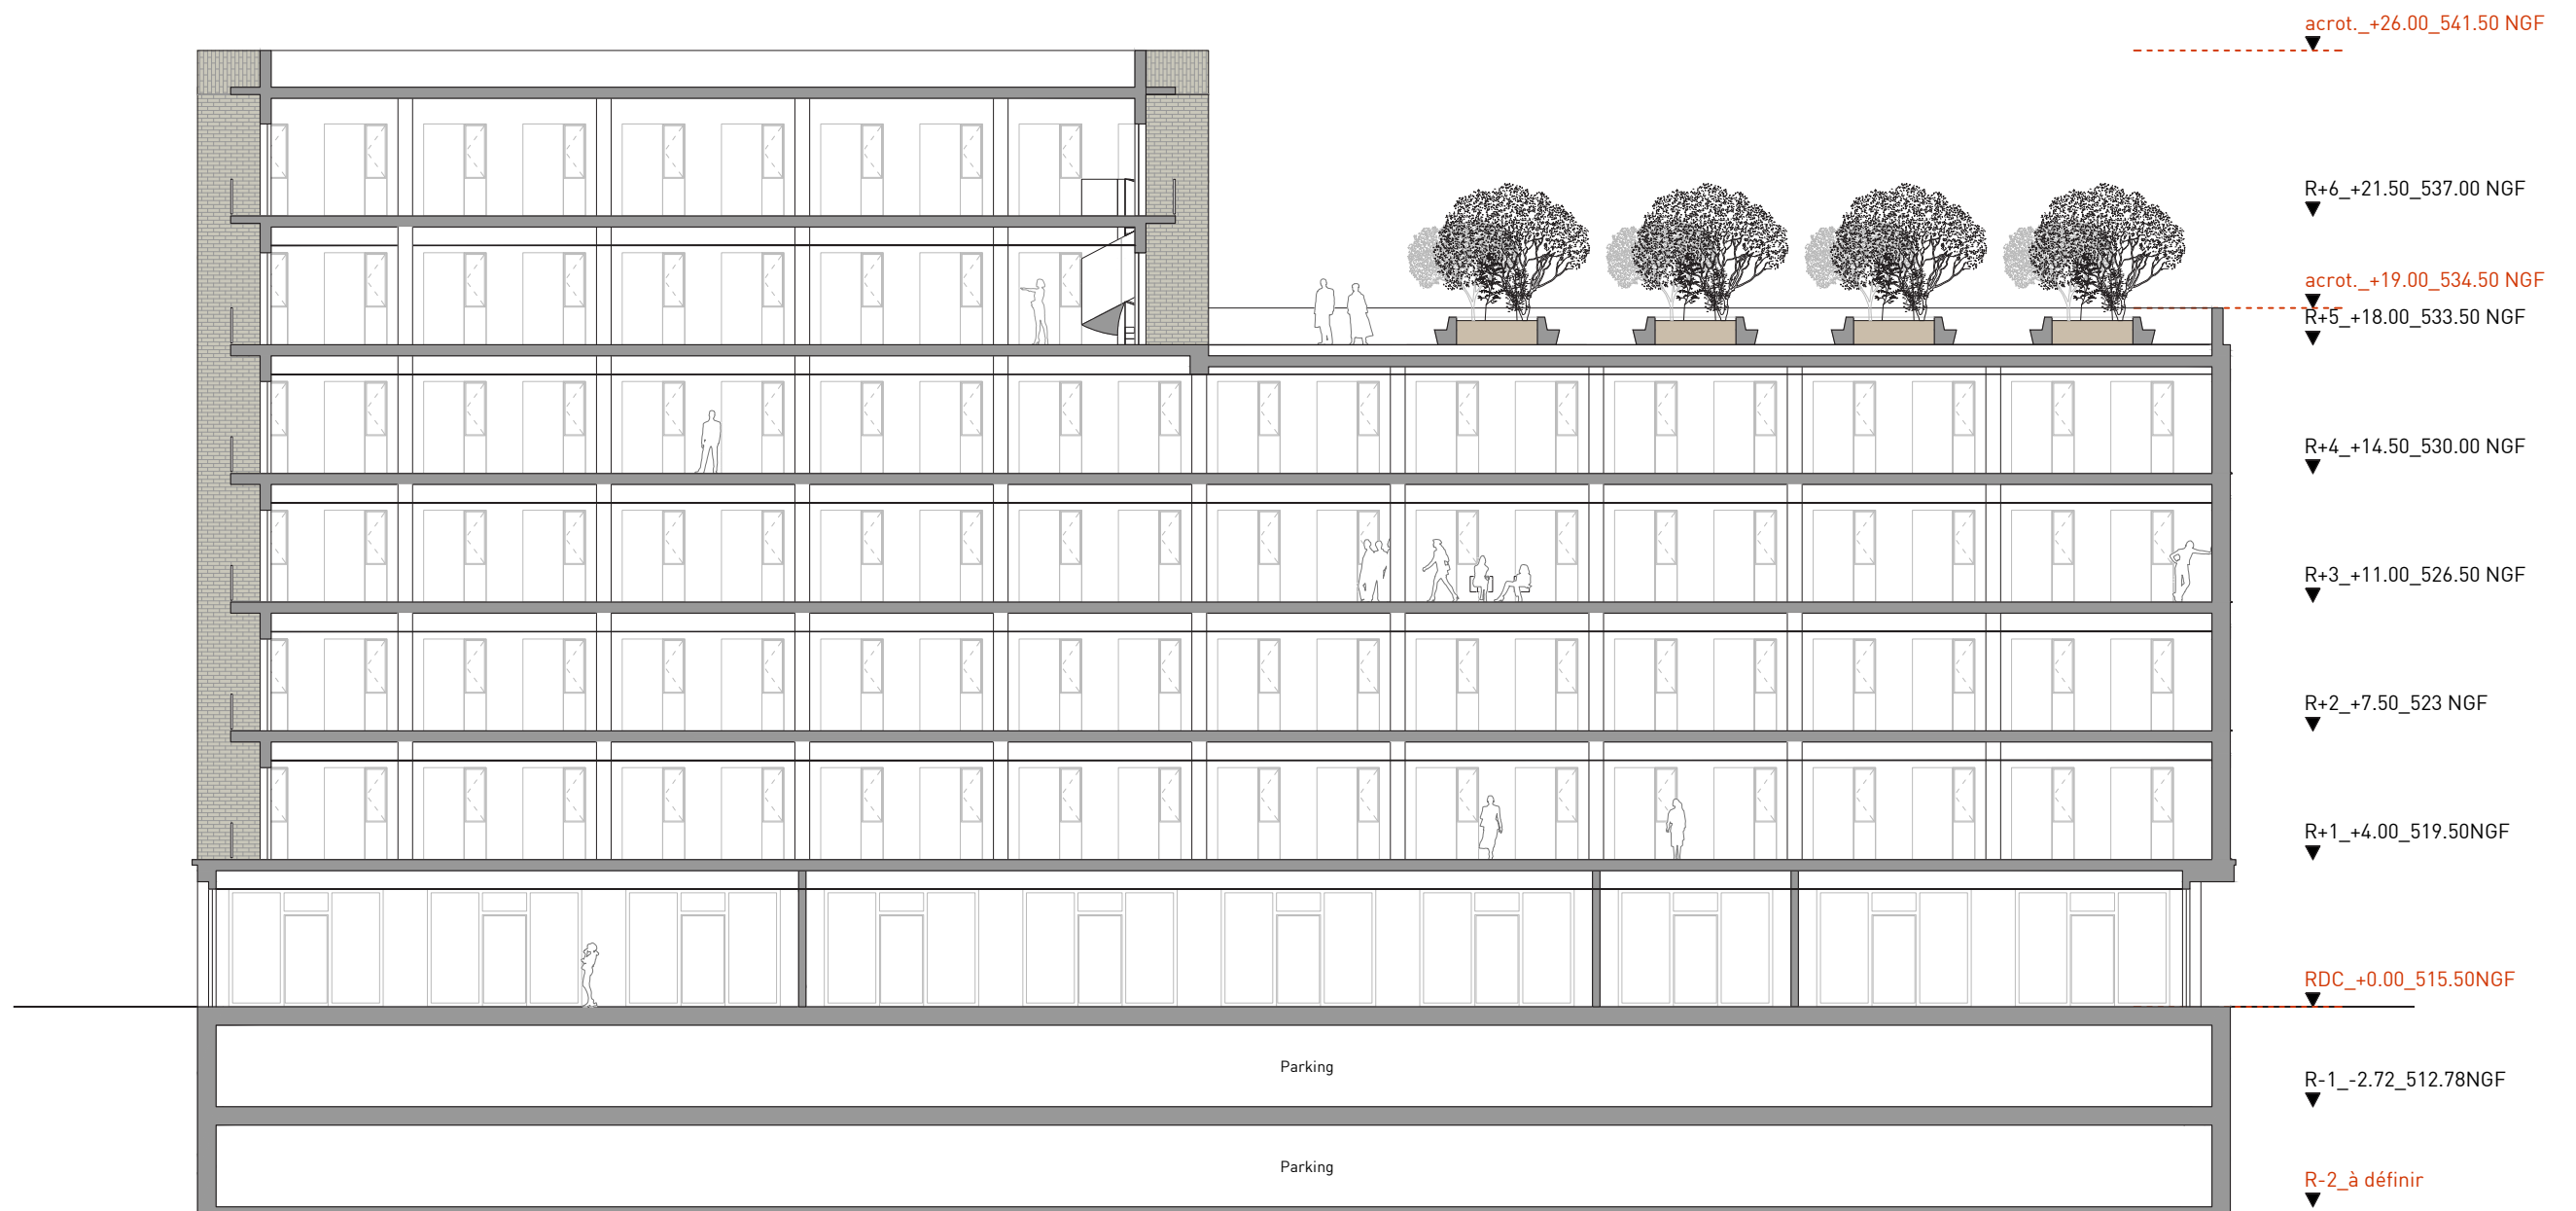 acrot._+26.00_541.50 NGF
R+6_+21.50_537.00 NGF
acrot._+19.00_534.50 NGF
R+5_+18.00_533.50 NGF
R+4_+14.50_530.00 NGF
R+3_+11.00_526.50 NGF
R+2_+7.50_523 NGF
R+1_+4.00_519.50NGF
RDC_+0.00_515.50NGF
Parking
R-1_-2.72_512.78NGF
Parking
R-2_à définir